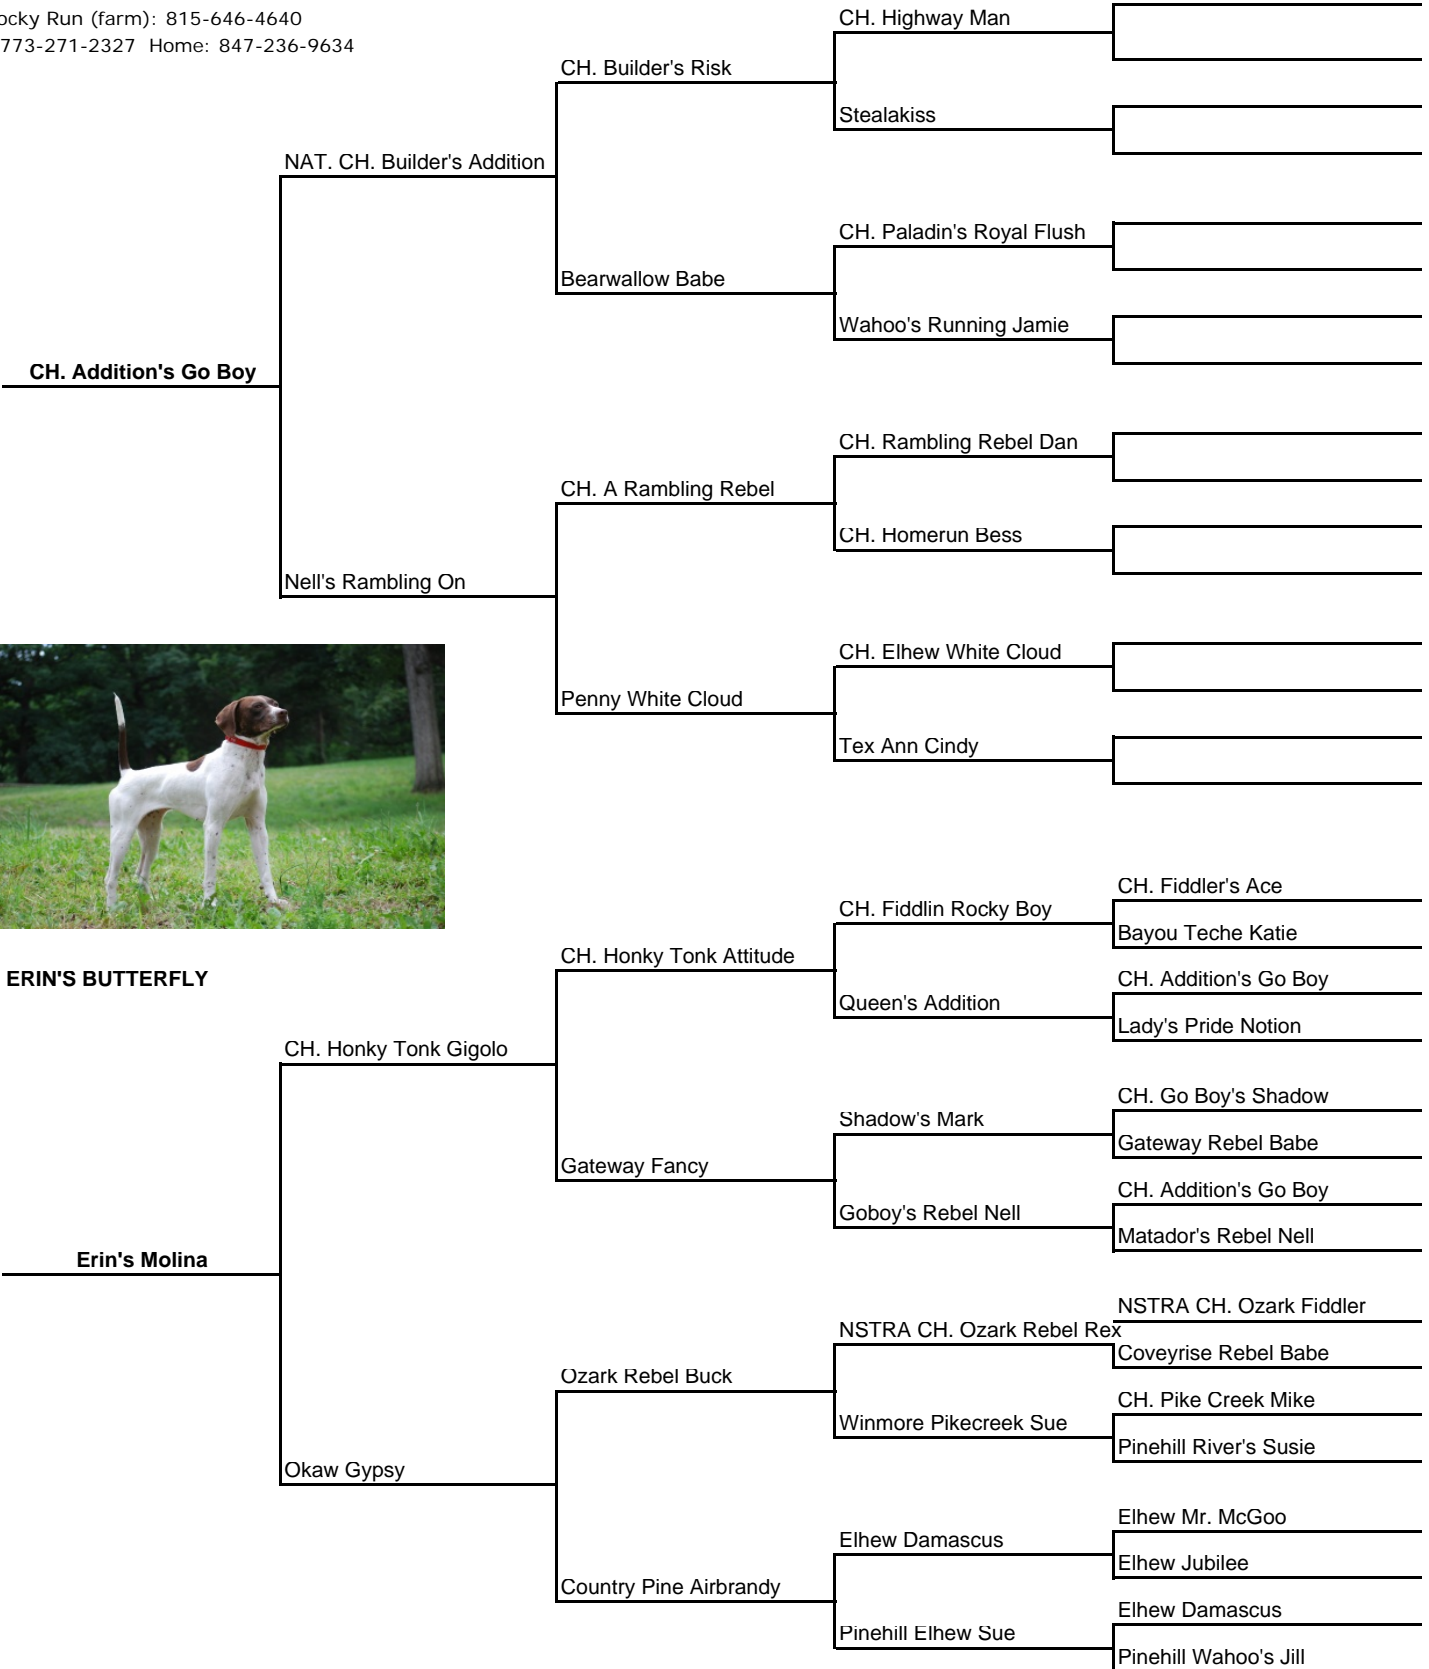 ocky Run (farm): 815-646-4640
773-271-2327 Home: 847-236-9634
CH. Highway Man
CH. Builder's Risk
Stealakiss
NAT. CH. Builder's Addition
CH. Paladin's Royal Flush
Bearwallow Babe
Wahoo's Running Jamie
CH. Addition's Go Boy
CH. Rambling Rebel Dan
CH. A Rambling Rebel
CH. Homerun Bess
Nell's Rambling On
CH. Elhew White Cloud
Penny White Cloud
Tex Ann Cindy
CH. Fiddler's Ace
CH. Fiddlin Rocky Boy
Bayou Teche Katie
CH. Honky Tonk Attitude
ERIN'S BUTTERFLY
CH. Addition's Go Boy
Queen's Addition
Lady's Pride Notion
CH. Honky Tonk Gigolo
CH. Go Boy's Shadow
Shadow's Mark
Gateway Rebel Babe
Gateway Fancy
CH. Addition's Go Boy
Goboy's Rebel Nell
Matador's Rebel Nell
Erin's Molina
NSTRA CH. Ozark Fiddler
NSTRA CH. Ozark Rebel Rex
Coveyrise Rebel Babe
Ozark Rebel Buck
CH. Pike Creek Mike
Winmore Pikecreek Sue
Pinehill River's Susie
Okaw Gypsy
Elhew Mr. McGoo
Elhew Damascus
Elhew Jubilee
Country Pine Airbrandy
Elhew Damascus
Pinehill Elhew Sue
Pinehill Wahoo's Jill